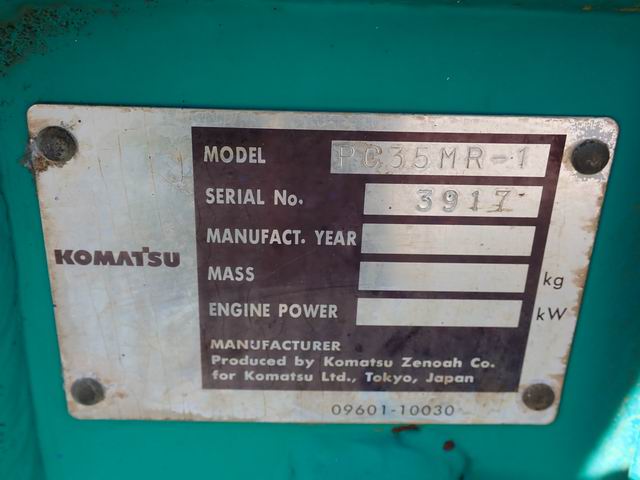 MODEL PC35MR-1
SERIAL No. 3917
MANUFACT. YEAR
KOMATSU
MASS kg
ENGINE POWER kW
MANUFACTURER
Produced by Komatsu Zenoah Co.
for Komatsu Ltd., Tokyo, Japan
09601-10030